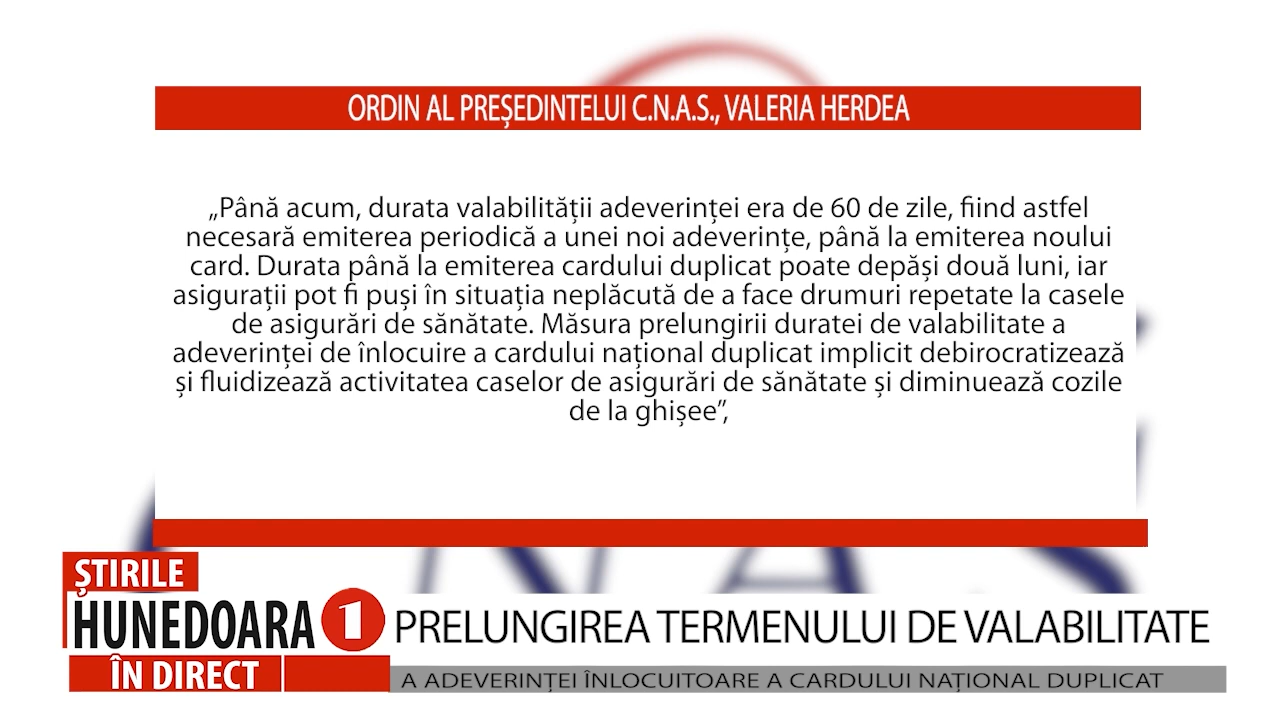 ORDIN AL PREȘEDINTELUI C.N.A.S., VALERIA HERDEA
„Până acum, durata valabilității adeverinței era de 60 de zile, fiind astfel
necesară emiterea periodică a unei noi adeverințe, până la emiterea noului
card. Durata până la emiterea cardului duplicat poate depăși două luni, iar
asigurații pot fi puși în situația neplăcută de a face drumuri repetate la casele
de asigurări de sănătate. Măsura prelungirii duratei de valabilitate a
adeverinței de înlocuire a cardului național duplicat implicit debirocratizează
și fluidizează activitatea caselor de asigurări de sănătate și diminuează cozile
de la ghișee”,
ȘTIRILE
HUNEDOARA 1
ÎN DIRECT
PRELUNGIREA TERMENULUI DE VALABILITATE
A ADEVERINȚEI ÎNLOCUITOARE A CARDULUI NAȚIONAL DUPLICAT